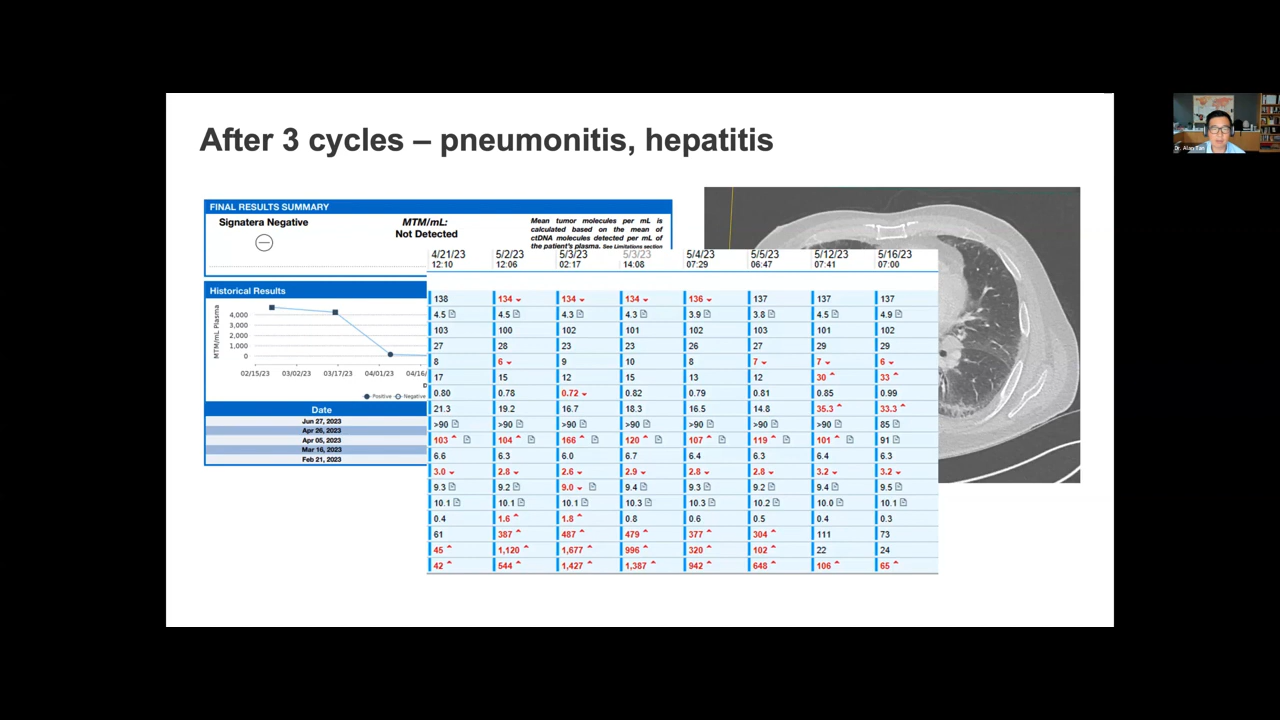 After 3 cycles – pneumonitis, hepatitis
FINAL RESULTS SUMMARY
Signatera Negative
MTM/mL:
Not Detected
Mean tumor molecules per mL is
calculated based on the mean of
ctDNA molecules detected per mL of
the patient's plasma. See Limitations section
Historical Results
MTM/mL Plasma
4,000
3,000
2,000
1,000
0
02/15/23 03/02/23 03/17/23 04/01/23 04/16/
Positive Negative
Date
Jun 27, 2023
Apr 26, 2023
Apr 05, 2023
Mar 16, 2023
Feb 21, 2023
4/21/23 5/2/23 5/3/23 5/3/23 5/4/23 5/5/23 5/12/23 5/16/23
12:10 12:06 02:17 14:08 07:29 06:47 07:41 07:00
138 134 134 134 136 137 137 137
4.5 4.5 4.3 4.3 3.9 3.8 4.5 4.9
103 100 102 101 102 103 101 102
27 28 23 23 26 27 29 29
8 6 9 10 8 7 7 6
17 15 12 15 13 12 30 33
0.80 0.78 0.72 0.82 0.79 0.81 0.85 0.99
21.3 19.2 16.7 18.3 16.5 14.8 35.3 33.3
>90 >90 >90 >90 >90 >90 >90 85
103 104 166 120 107 119 101 91
6.6 6.3 6.0 6.7 6.4 6.3 6.4 6.3
3.0 2.8 2.6 2.9 2.8 2.8 3.2 3.2
9.3 9.2 9.0 9.4 9.3 9.2 9.4 9.5
10.1 10.1 10.1 10.3 10.3 10.2 10.0 10.1
0.4 1.6 1.8 0.8 0.6 0.5 0.4 0.3
61 387 487 479 377 304 111 73
45 1,120 1,677 996 320 102 22 24
42 544 1,427 1,387 942 648 106 65
Dr. Alan Tan